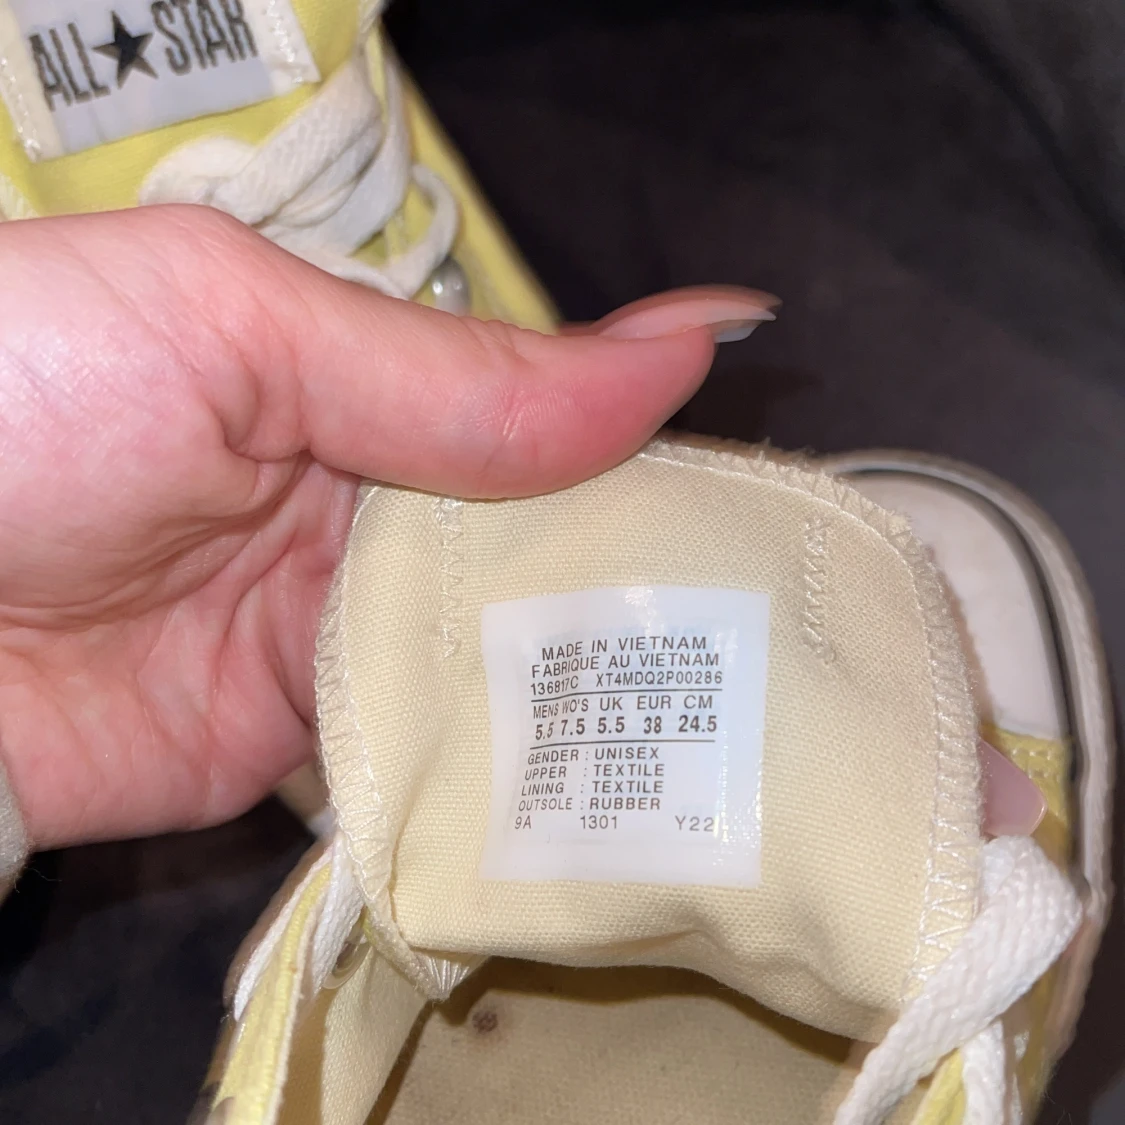 ALL★STAR
MADE IN VIETNAM
FABRIQUE AU VIETNAM
136817C XT4MDQ2P00286
MENS WO'S UK EUR CM
5.5 7.5 5.5 38 24.5
GENDER : UNISEX
UPPER : TEXTILE
LINING : TEXTILE
OUTSOLE : RUBBER
9A 1301 Y22